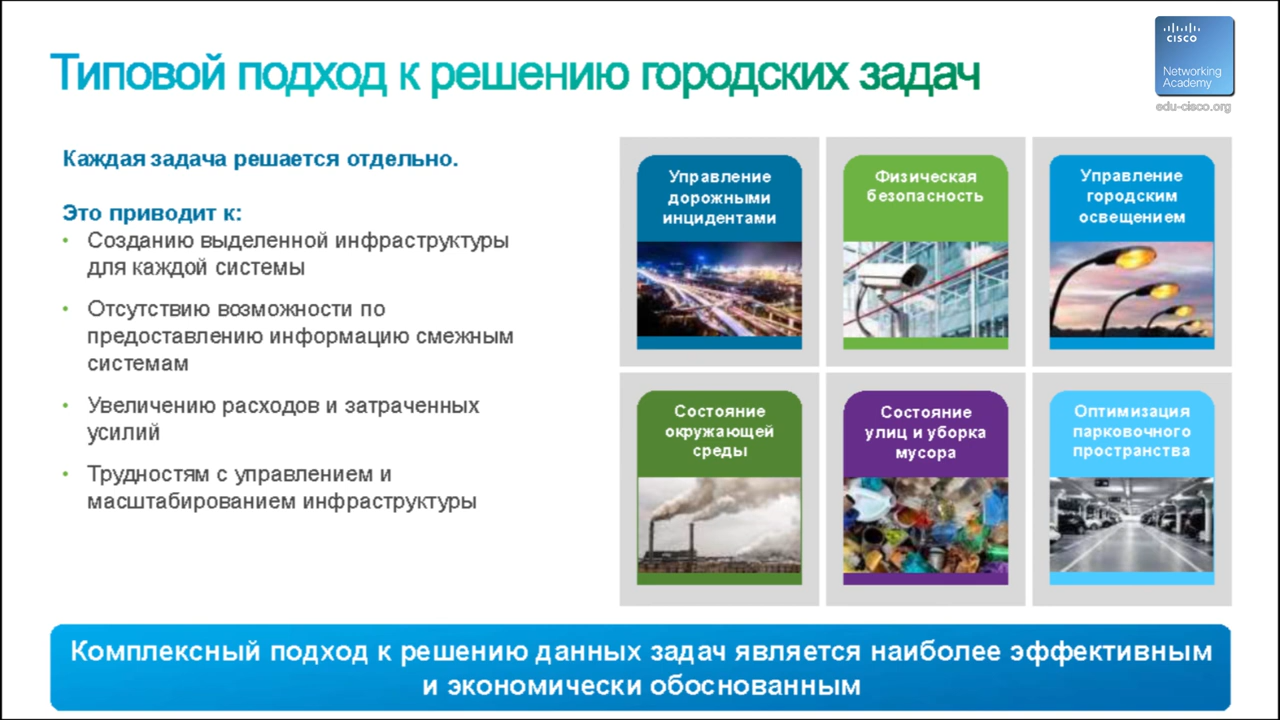 Типовой подход к решению городских задач
cisco
Networking
Academy
edu-cisco.org
Каждая задача решается отдельно.
Это приводит к:
• Созданию выделенной инфраструктуры
для каждой системы
• Отсутствию возможности по
предоставлению информацию смежным
системам
• Увеличению расходов и затраченных
усилий
• Трудностям с управлением и
масштабированием инфраструктуры
Управление
дорожными
инцидентами
Физическая
безопасность
Управление
городским
освещением
Состояние
окружающей
среды
Состояние
улиц и уборка
мусора
Оптимизация
парковочного
пространства
Комплексный подход к решению данных задач является наиболее эффективным
и экономически обоснованным